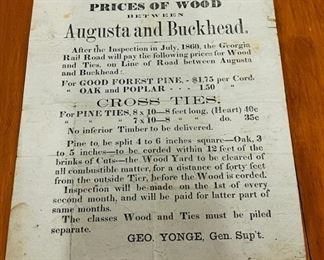 PRICES OF WOOD
BETWEEN
Augusta and Buckhead.
After the Inspection in July, 1860, the Georgia
Rail Road will pay the following prices for Wood
and Ties, on Line of Road between Augusta
and Buckhead:
For GOOD FOREST PINE, - $1.75 per Cord.
" OAK and POPLAR - - - 1.50 "
CROSS TIES.
For PINE TIES, 8 x 10—8 feet long, (Heart) 40c
" " " 7 x 10—8 " do. 35c
No inferior Timber to be delivered.
Pine to be split 4 to 6 inches square—Oak, 3
to 5 inches—to be corded within 12 feet of the
brinks of Cuts—the Wood Yard to be cleared of
all combustible matter, for a distance of forty feet
from the outside Tier, before the Wood is corded.
Inspection will be made on the 1st of every
second month, and will be paid for latter part of
same months.
The classes Wood and Ties must be piled
separate.
GEO. YONGE, Gen. Sup't.